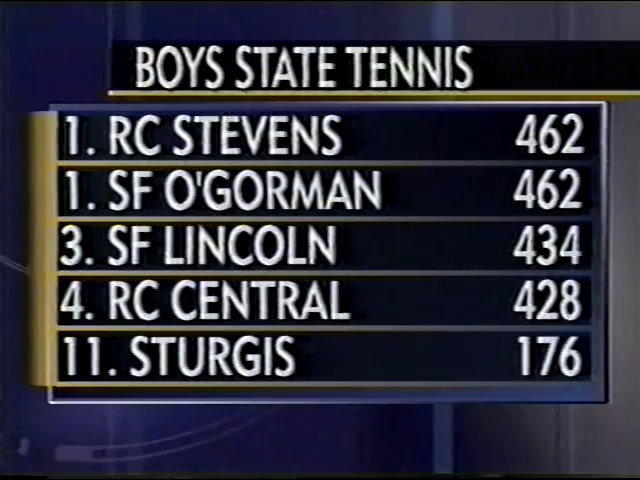 BOYS STATE TENNIS
1. RC STEVENS 462
1. SF O'GORMAN 462
3. SF LINCOLN 434
4. RC CENTRAL 428
11. STURGIS 176